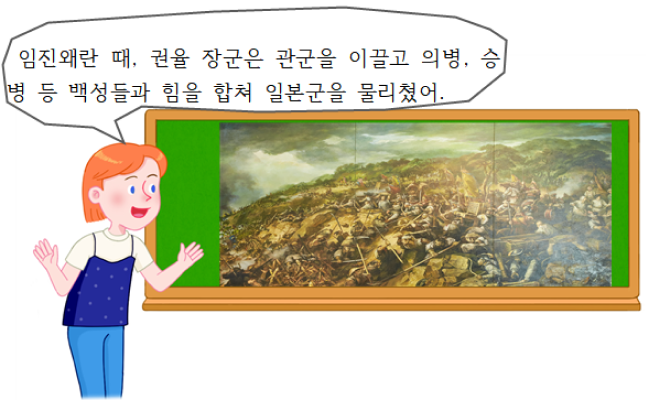 임진왜란 때, 권율 장군은 관군을 이끌고 의병, 승
병 등 백성들과 힘을 합쳐 일본군을 물리쳤어.